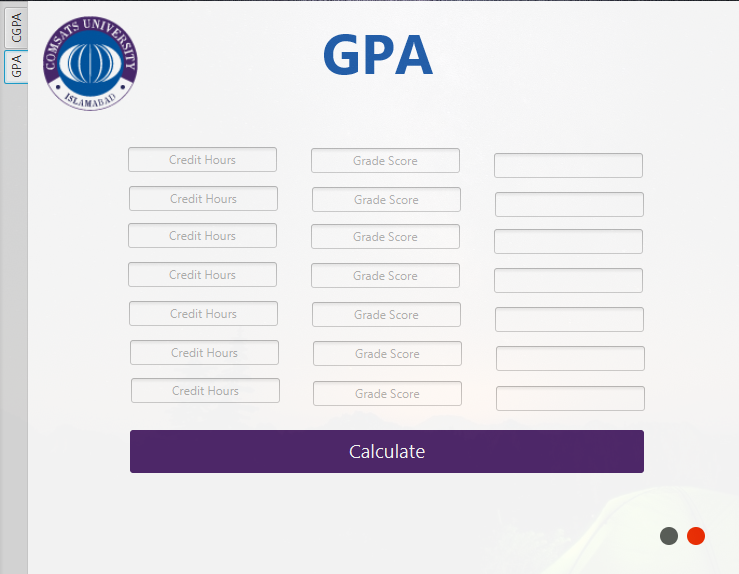 CGPA
GPA
COMSATS UNIVERSITY
ISLAMABAD
GPA
Credit Hours Grade Score
Credit Hours Grade Score
Credit Hours Grade Score
Credit Hours Grade Score
Credit Hours Grade Score
Credit Hours Grade Score
Credit Hours Grade Score
Calculate